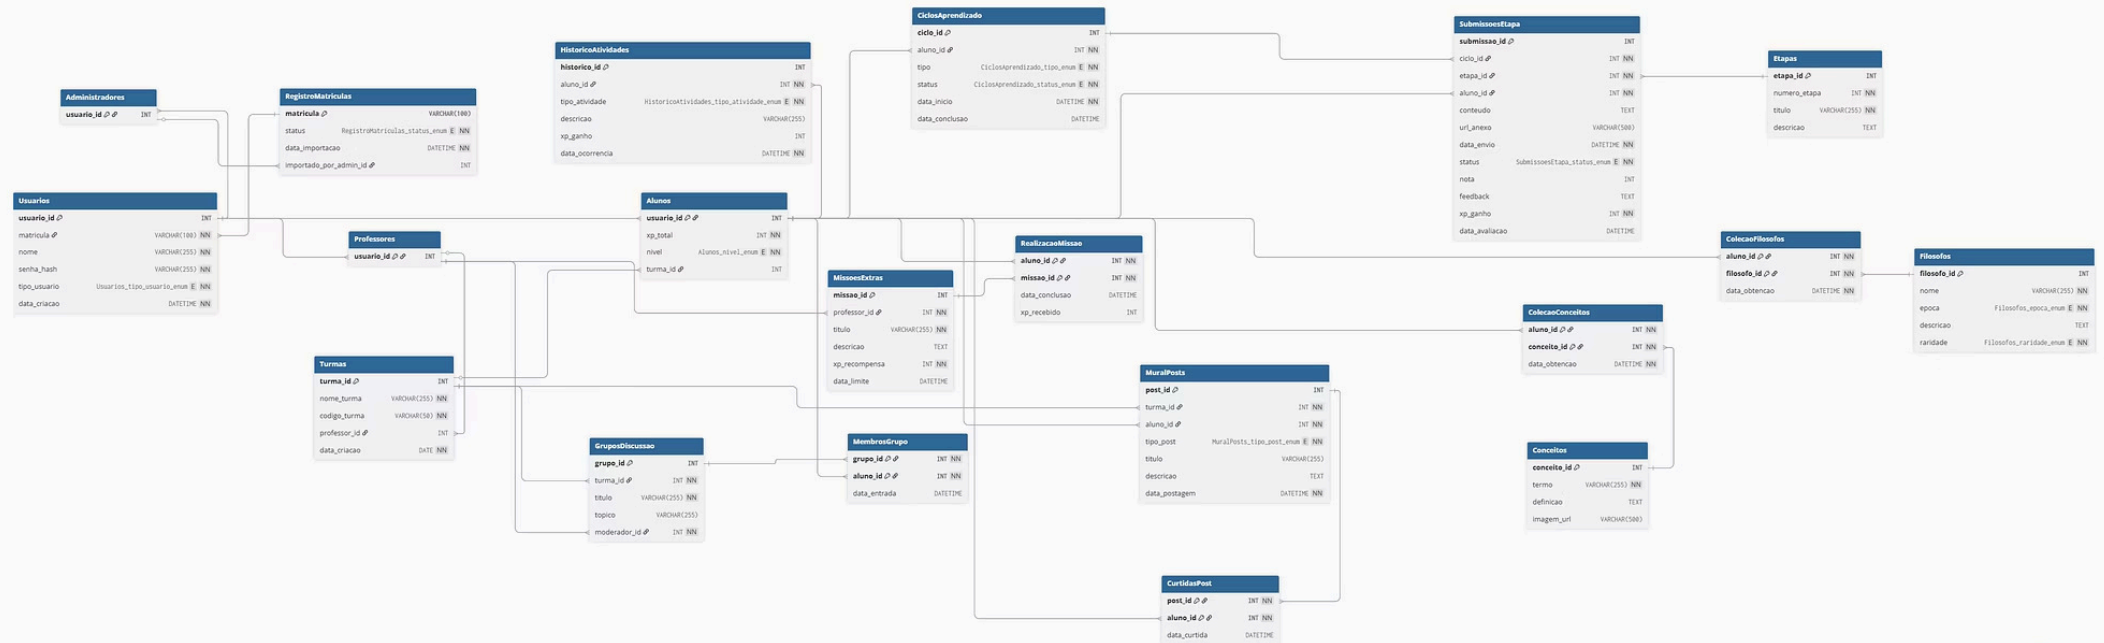 Administradores
usuario_id INT
RegistroMatriculas
matricula VARCHAR(100)
status RegistroMatriculas_status_enum E NN
data_importacao DATETIME NN
importado_por_admin_id INT
Usuarios
usuario_id INT
matricula VARCHAR(100) NN
nome VARCHAR(255) NN
senha_hash VARCHAR(255) NN
tipo_usuario Usuarios_tipo_usuario_enum E NN
data_criacao DATETIME NN
Professores
usuario_id INT
Turmas
turma_id INT
nome_turma VARCHAR(255) NN
codigo_turma VARCHAR(50) NN
professor_id INT
data_criacao DATE NN
HistoricoAtividades
historico_id INT
aluno_id INT NN
tipo_atividade HistoricoAtividades_tipo_atividade_enum E NN
descricao VARCHAR(255)
xp_ganho INT
data_ocorrencia DATETIME NN
Alunos
usuario_id INT
xp_total INT NN
nivel Alunos_nivel_enum E NN
turma_id INT
GruposDiscussao
grupo_id INT
turma_id INT NN
titulo VARCHAR(255) NN
topico VARCHAR(255)
moderador_id INT NN
CiclosAprendizado
ciclo_id INT
aluno_id INT NN
tipo CiclosAprendizado_tipo_enum E NN
status CiclosAprendizado_status_enum E NN
data_inicio DATETIME NN
data_conclusao DATETIME
MissoesExtras
missao_id INT
professor_id INT NN
titulo VARCHAR(255) NN
descricao TEXT
xp_recompensa INT NN
data_limite DATETIME
RealizacaoMissao
aluno_id INT NN
missao_id INT NN
data_conclusao DATETIME
xp_recebido INT
MembrosGrupo
grupo_id INT NN
aluno_id INT NN
data_entrada DATETIME
MuralPosts
post_id INT
turma_id INT NN
aluno_id INT NN
tipo_post MuralPosts_tipo_post_enum E NN
titulo VARCHAR(255)
descricao TEXT
data_postagem DATETIME NN
CurtidasPost
post_id INT NN
aluno_id INT NN
data_curtida DATETIME
SubmissoesEtapa
submissao_id INT
ciclo_id INT NN
etapa_id INT NN
aluno_id INT NN
conteudo TEXT
url_anexo VARCHAR(500)
data_envio DATETIME NN
status SubmissoesEtapa_status_enum E NN
nota INT
feedback TEXT
xp_ganho INT NN
data_avaliacao DATETIME
Etapas
etapa_id INT
numero_etapa INT NN
titulo VARCHAR(255) NN
descricao TEXT
ColecaoFilosofos
aluno_id INT NN
filosofo_id INT NN
data_obtencao DATETIME NN
Filosofos
filosofo_id INT
nome VARCHAR(255) NN
epoca Filosofos_epoca_enum E NN
descricao TEXT
raridade Filosofos_raridade_enum E NN
ColecaoConceitos
aluno_id INT NN
conceito_id INT NN
data_obtencao DATETIME NN
Conceitos
conceito_id INT
termo VARCHAR(255) NN
definicao TEXT
imagem_url VARCHAR(500)